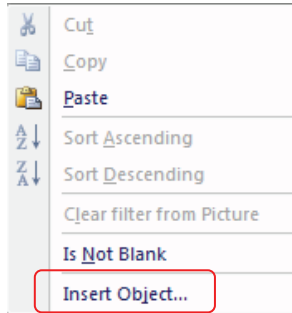 Cut
Copy
Paste
Sort Ascending
Sort Descending
Clear filter from Picture
Is Not Blank
Insert Object...